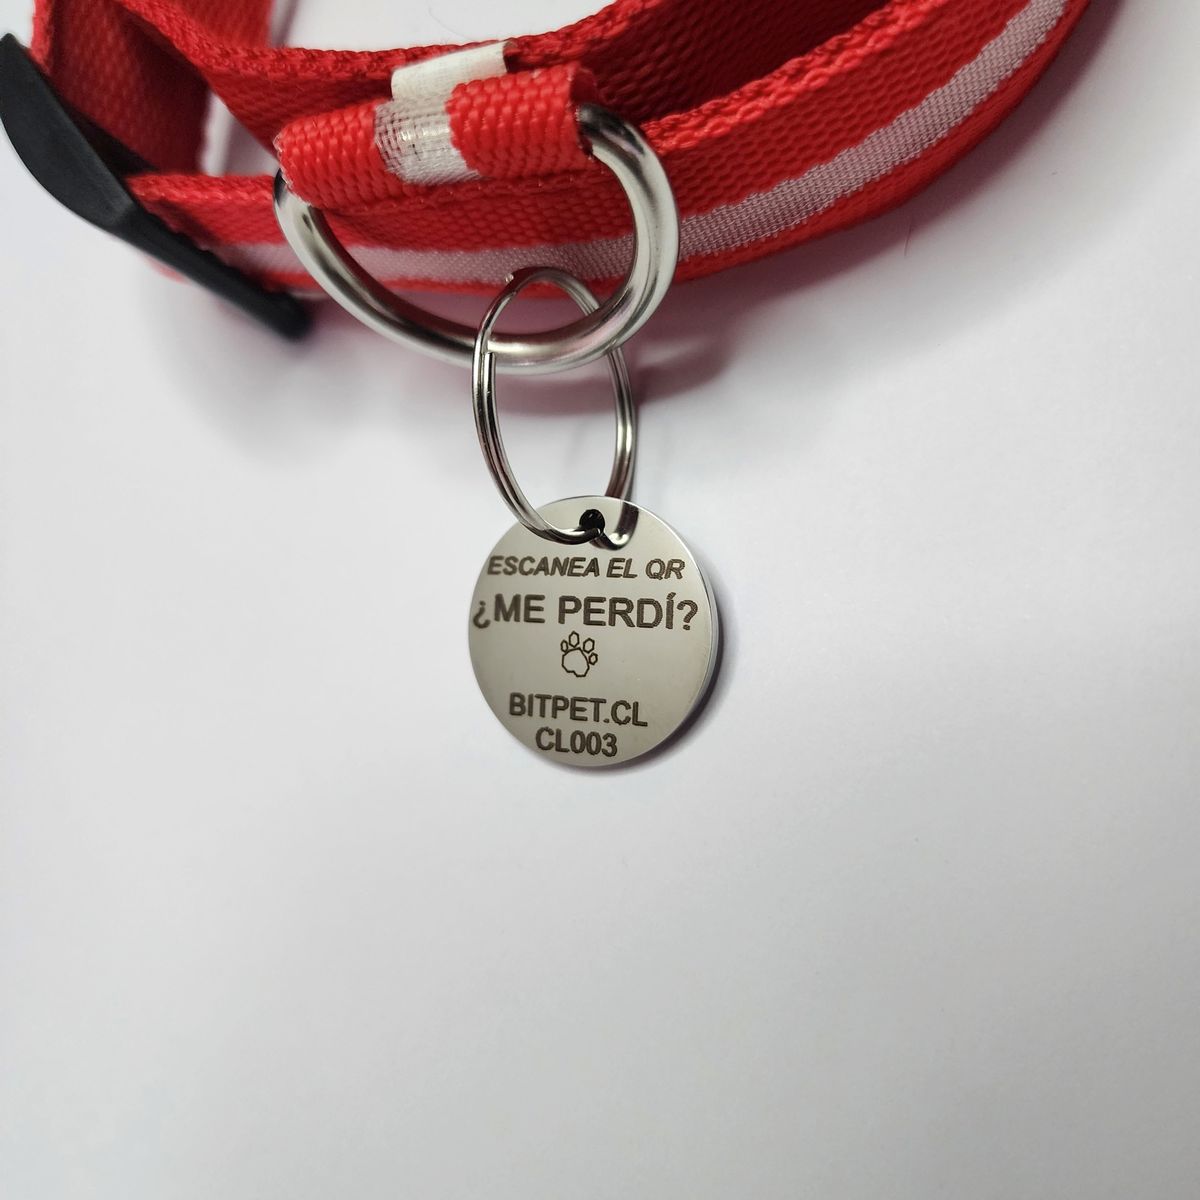 ESCANEA EL QR
¿ME PERDÍ?
BITPET.CL
CL003